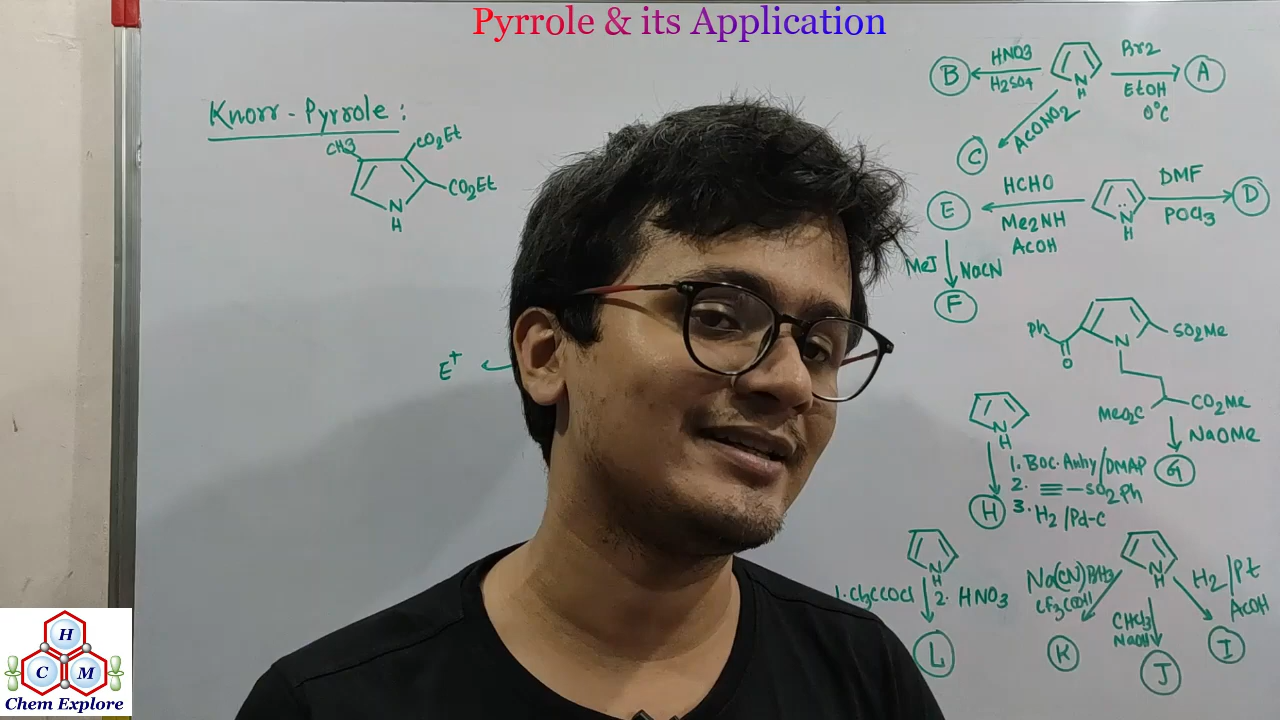 Pyrrole & its Application
Knorr-Pyrrole:
CH3
CO2Et
CO2Et
N
H
E+
B
HNO3
H2SO4
N
H
Br2
EtOH
0°C
A
AcONO2
C
E
HCHO
Me2NH
AcOH
N
H
DMF
POCl3
D
MeI
NaCN
F
Ph
O
N
SO2Me
MeO2C
CO2Me
NaOMe
G
N
H
1. Boc. Anhy/DMAP
2. ≡-SO2Ph
3. H2/Pd-C
H
N
H
1. Cl3CCOCl
2. HNO3
L
N
H
Na(CN)BH3
CF3COOH
K
CHCl3
NaOH
J
H2/Pt
AcOH
I
H
C M
Chem Explore